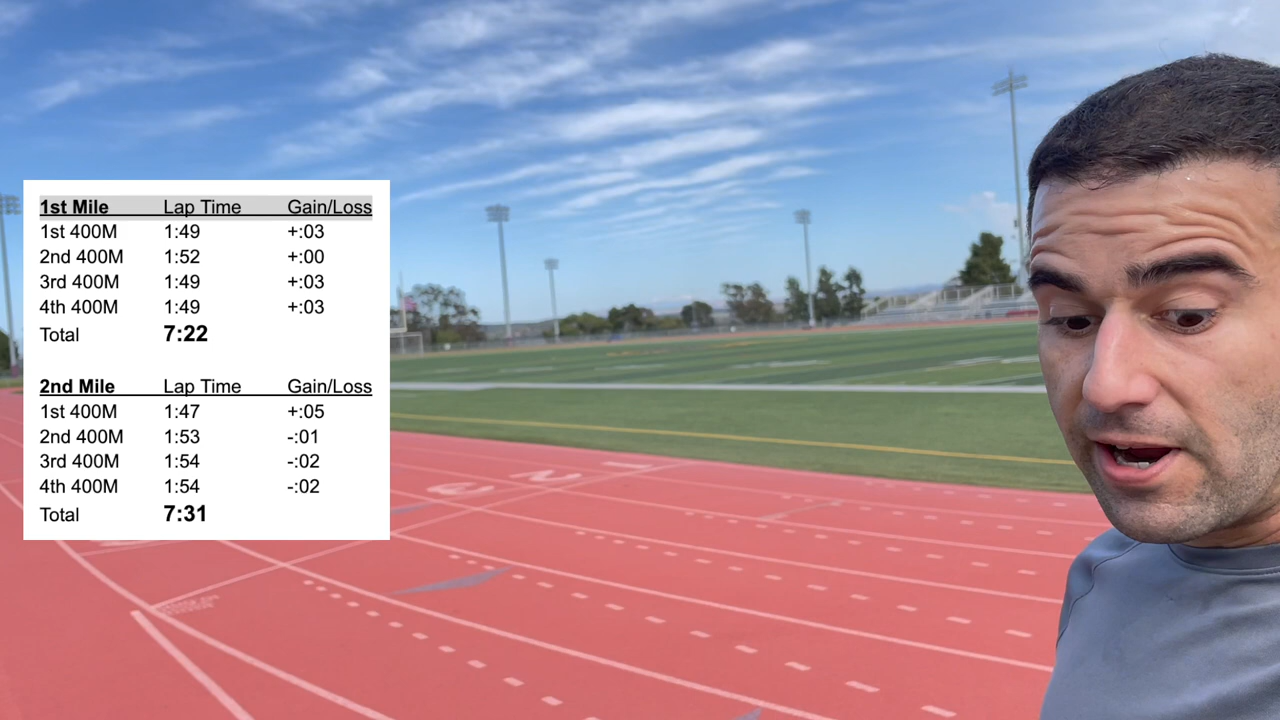 1st Mile Lap Time Gain/Loss
1st 400M 1:49 +:03
2nd 400M 1:52 +:00
3rd 400M 1:49 +:03
4th 400M 1:49 +:03
Total 7:22
2nd Mile Lap Time Gain/Loss
1st 400M 1:47 +:05
2nd 400M 1:53 -:01
3rd 400M 1:54 -:02
4th 400M 1:54 -:02
Total 7:31
2